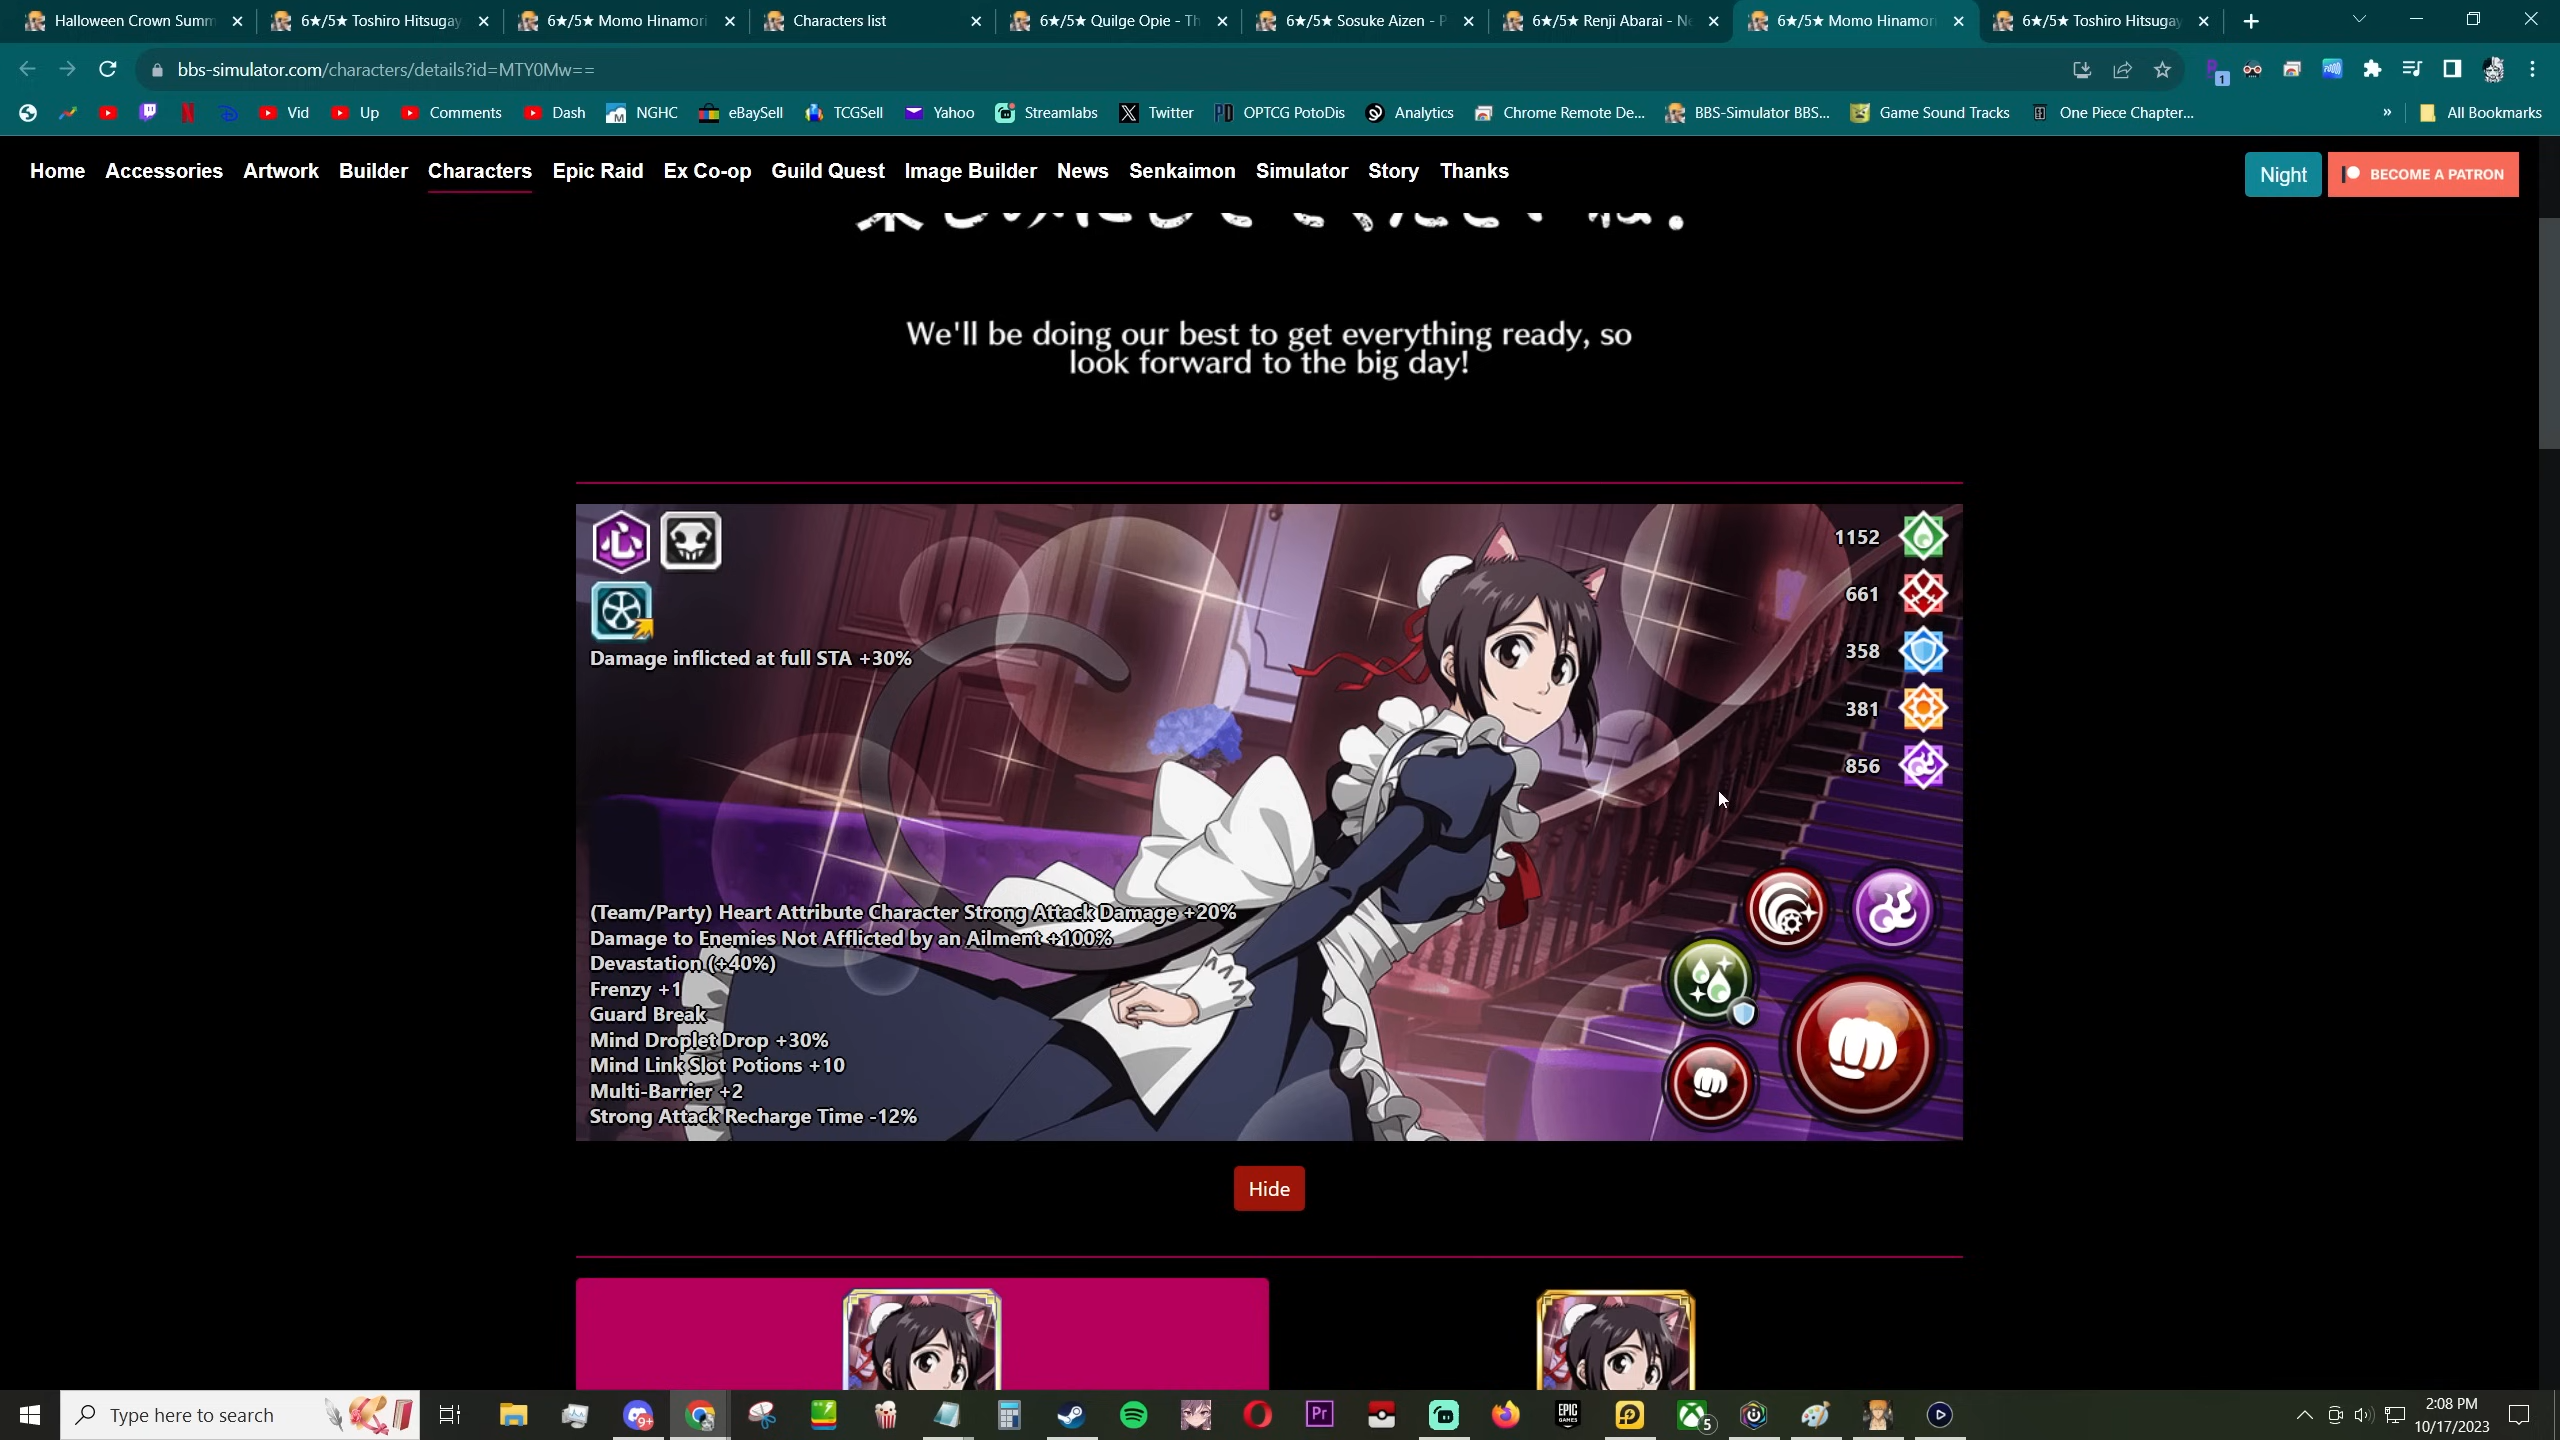 Halloween Crown Summ
6★/5★ Toshiro Hitsugay
6★/5★ Momo Hinamori
Characters list
6★/5★ Quilge Opie - Th
6★/5★ Sosuke Aizen - P
6★/5★ Renji Abarai - Ne
6★/5★ Momo Hinamori
6★/5★ Toshiro Hitsugay
bbs-simulator.com/characters/details?id=MTY0Mw==
1
Vid
Up
Comments
Dash
NGHC
eBaySell
TCGSell
Yahoo
Streamlabs
Twitter
OPTCG PotoDis
Analytics
Chrome Remote De...
BBS-Simulator BBS...
Game Sound Tracks
One Piece Chapter...
»
All Bookmarks
Home Accessories Artwork Builder Characters Epic Raid Ex Co-op Guild Quest Image Builder News Senkaimon Simulator Story Thanks
Night
BECOME A PATRON
We'll be doing our best to get everything ready, so
look forward to the big day!
1152
661
358
381
856
Damage inflicted at full STA +30%
(Team/Party) Heart Attribute Character Strong Attack Damage +20%
Damage to Enemies Not Afflicted by an Ailment +100%
Devastation (+40%)
Frenzy +1
Guard Break
Mind Droplet Drop +30%
Mind Link Slot Potions +10
Multi-Barrier +2
Strong Attack Recharge Time -12%
Hide
Type here to search
9+
Pr
EPIC GAMES
5
2:08 PM
10/17/2023